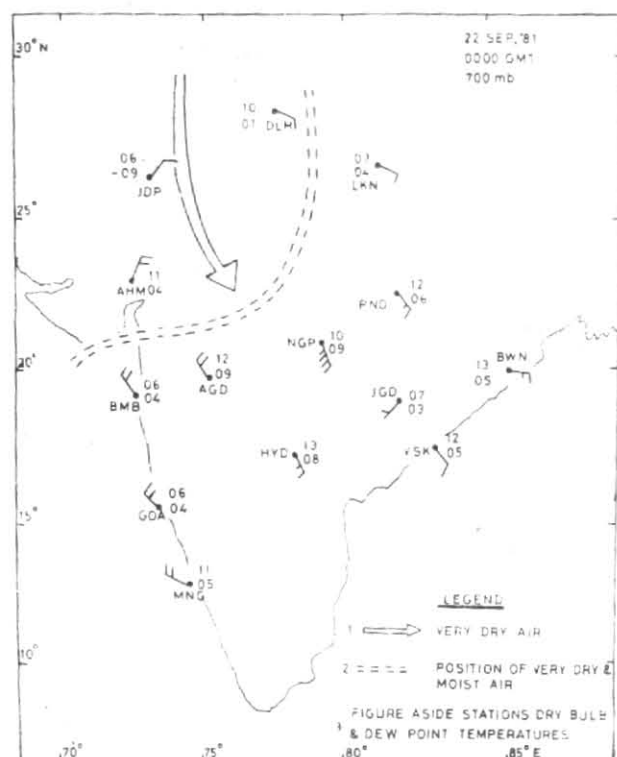 30°N
22 SEP,'81
0000 GMT
700 mb
10
01 DLH
06
-09
JDP
04
LKN
25°
11
AHM 04
12
06
PND
NGP 10
09
20°
12
09
AGD
BWN
13
05
06
04
BMB
JGD 07
03
HYD 13
08
VSK 12
05
06
04
GOA
15°
11
05
MNG
LEGEND
1 VERY DRY AIR
2 POSITION OF VERY DRY &
MOIST AIR
FIGURE ASIDE STATIONS DRY BULB
& DEW POINT TEMPERATURES
10°
70°
75°
80°
85°E